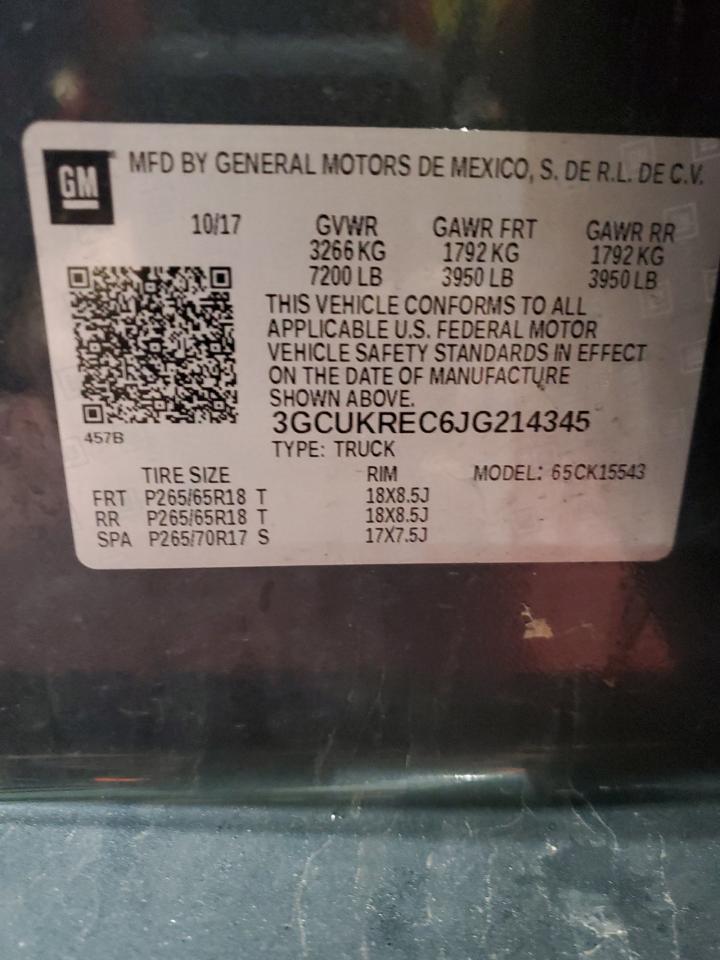 GM
MFD BY GENERAL MOTORS DE MEXICO, S. DE R.L. DE C.V.
10/17 GVWR GAWR FRT GAWR RR
3266 KG 1792 KG 1792 KG
7200 LB 3950 LB 3950 LB
THIS VEHICLE CONFORMS TO ALL
APPLICABLE U.S. FEDERAL MOTOR
VEHICLE SAFETY STANDARDS IN EFFECT
ON THE DATE OF MANUFACTURE
SHOWN ABOVE.
3GCUKREC6JG214345
457B
TYPE: TRUCK
TIRE SIZE RIM MODEL: 65CK15543
FRT P265/65R18 T 18X8.5J
RR P265/65R18 T 18X8.5J
SPA P265/70R17 S 17X7.5J